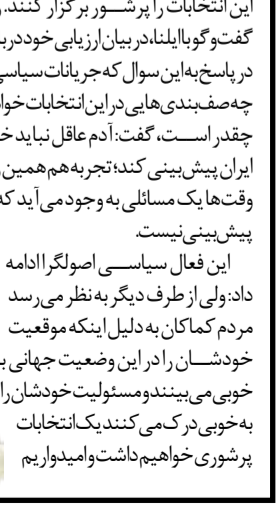 این انتخابات را پرشور برگزار کنند.
گفت‌وگو با ایلنا، در بیان ارزیابی خود در
در پاسخ به این سوال که جریانات سیاسی
چه صف‌بندی‌هایی در این انتخابات
چقدر است، گفت: آدم عاقل نباید
ایران پیش‌بینی کند؛ تجربه هم همین
وقت‌ها یک مسائلی به وجود می‌آید که
پیش‌بینی نیست.
این فعال سیاسی اصولگرا ادامه
داد: ولی از طرف دیگر به نظر می‌رسد
مردم کماکان به دلیل اینکه موقعیت
خودشان را در این وضعیت جهانی
خوبی می‌بینند و مسئولیت خودشان را
به خوبی درک می‌کنند یک انتخابات
پرشوری خواهیم داشت و امیدواریم